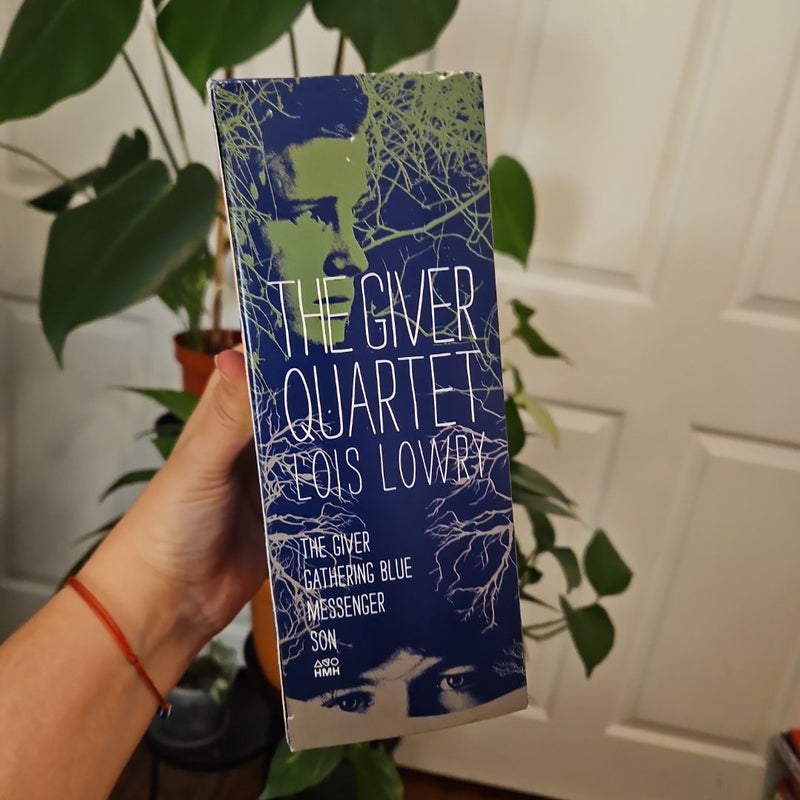 THE GIVER
QUARTET
LOIS LOWRY
THE GIVER
GATHERING BLUE
MESSENGER
SON
HMH